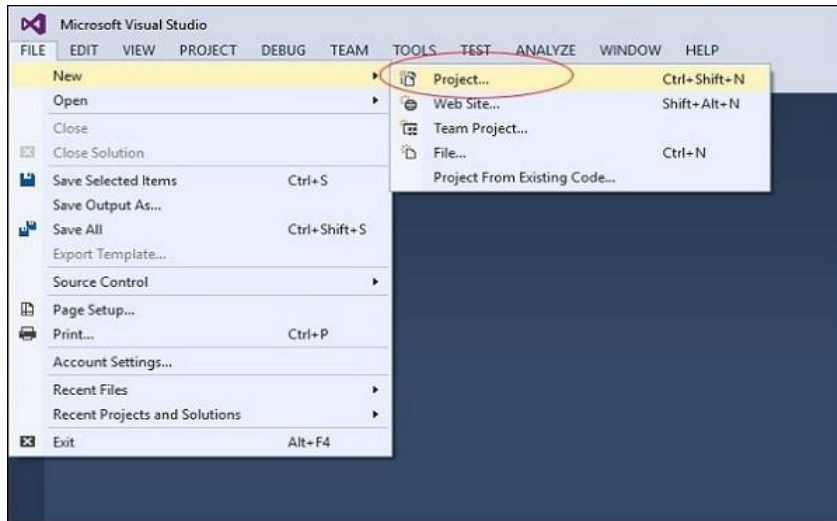 Microsoft Visual Studio
FILE EDIT VIEW PROJECT DEBUG TEAM TOOLS TEST ANALYZE WINDOW HELP
New
Open
Close
Close Solution
Save Selected Items Ctrl+S
Save Output As...
Save All Ctrl+Shift+S
Export Template...
Source Control
Page Setup...
Print... Ctrl+P
Account Settings...
Recent Files
Recent Projects and Solutions
Exit Alt+F4
Project... Ctrl+Shift+N
Web Site... Shift+Alt+N
Team Project...
File... Ctrl+N
Project From Existing Code...